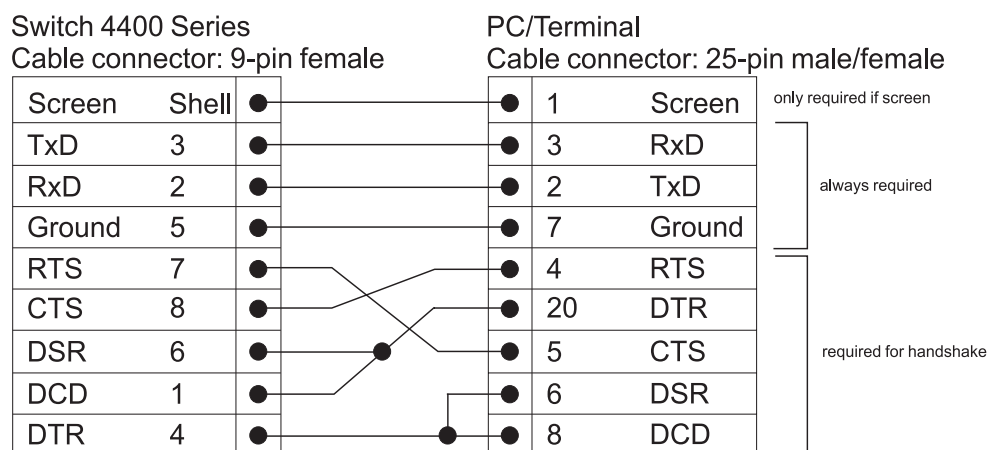 Switch 4400 Series
Cable connector: 9-pin female
PC/Terminal
Cable connector: 25-pin male/female
Screen Shell 1 Screen only required if screen
TxD 3 3 RxD
RxD 2 2 TxD always required
Ground 5 7 Ground
RTS 7 4 RTS
CTS 8 20 DTR
DSR 6 5 CTS required for handshake
DCD 1 6 DSR
DTR 4 8 DCD